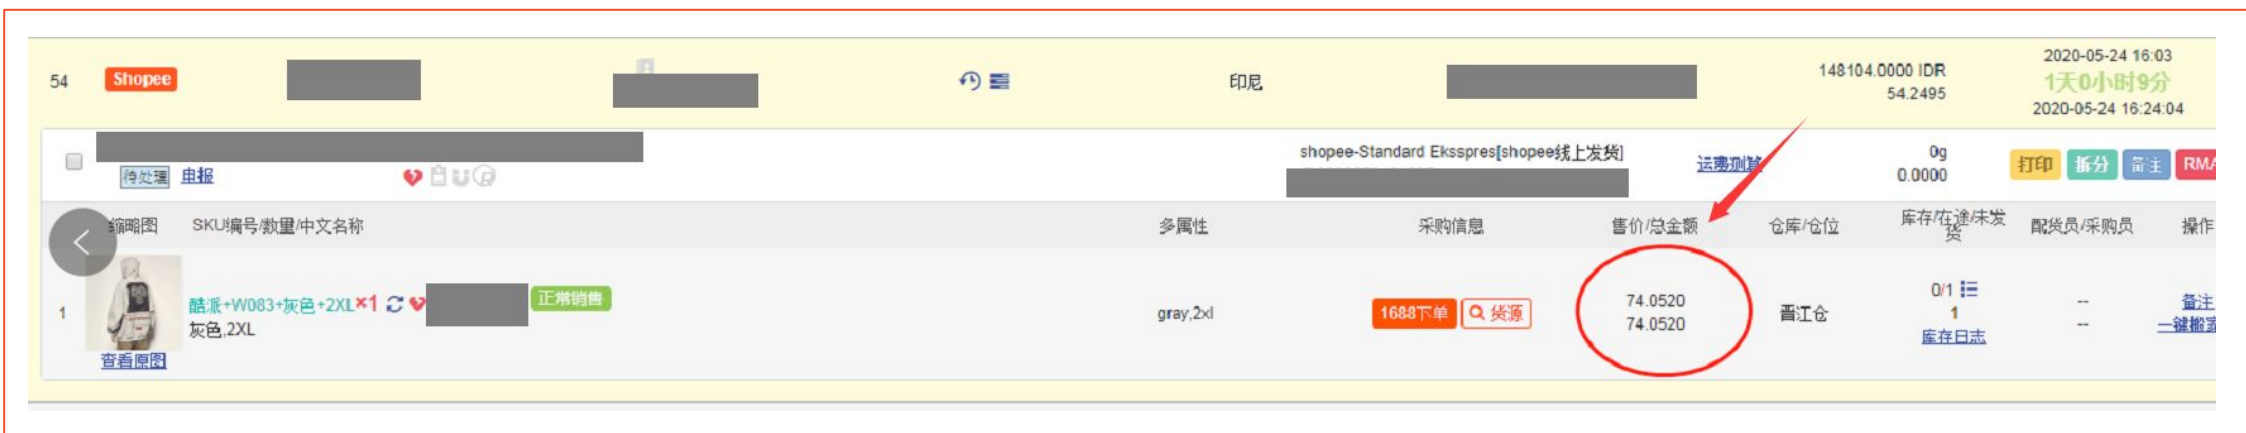 54 Shopee 印尼 148104.0000 IDR 2020-05-24 16:03
54.2495 1天0小时9分
2020-05-24 16:24:04
shopee-Standard Eksspres[shopee线上发货] 运费测算 0g
待处理 申报 0.0000 打印 拆分 备注 RMA
缩略图 SKU编号/数量/中文名称 多属性 采购信息 售价/总金额 仓库/仓位 库存/在途/未发货 配货员/采购员 操作
1 酷派+W083+灰色+2XL×1 正常销售 gray,2xl 1688下单 货源 74.0520 晋江仓 0/1 -- 备注
灰色,2XL 74.0520 1 -- 一键搬家
查看原图 库存日志